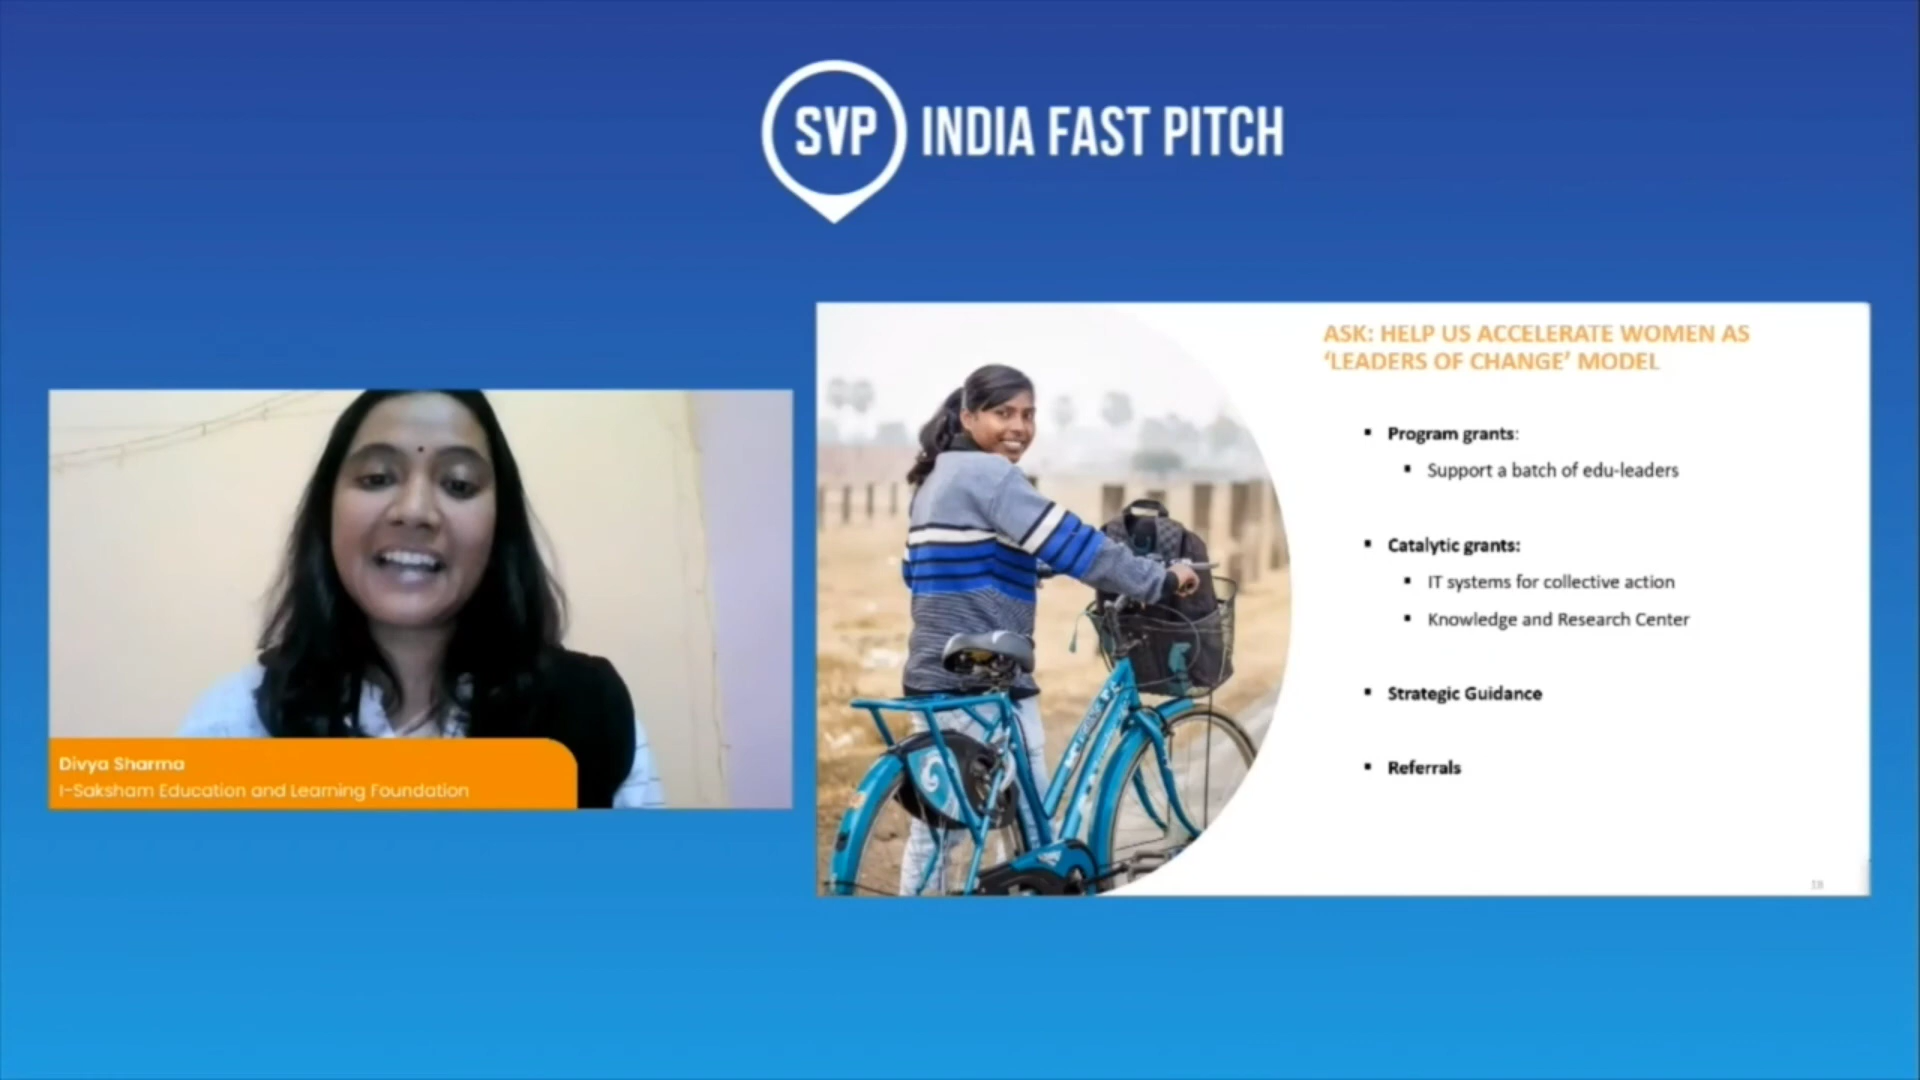 SVP INDIA FAST PITCH
ASK: HELP US ACCELERATE WOMEN AS
‘LEADERS OF CHANGE’ MODEL
▪ Program grants:
▪ Support a batch of edu-leaders
▪ Catalytic grants:
▪ IT systems for collective action
▪ Knowledge and Research Center
▪ Strategic Guidance
▪ Referrals
Divya Sharma
I-Saksham Education and Learning Foundation